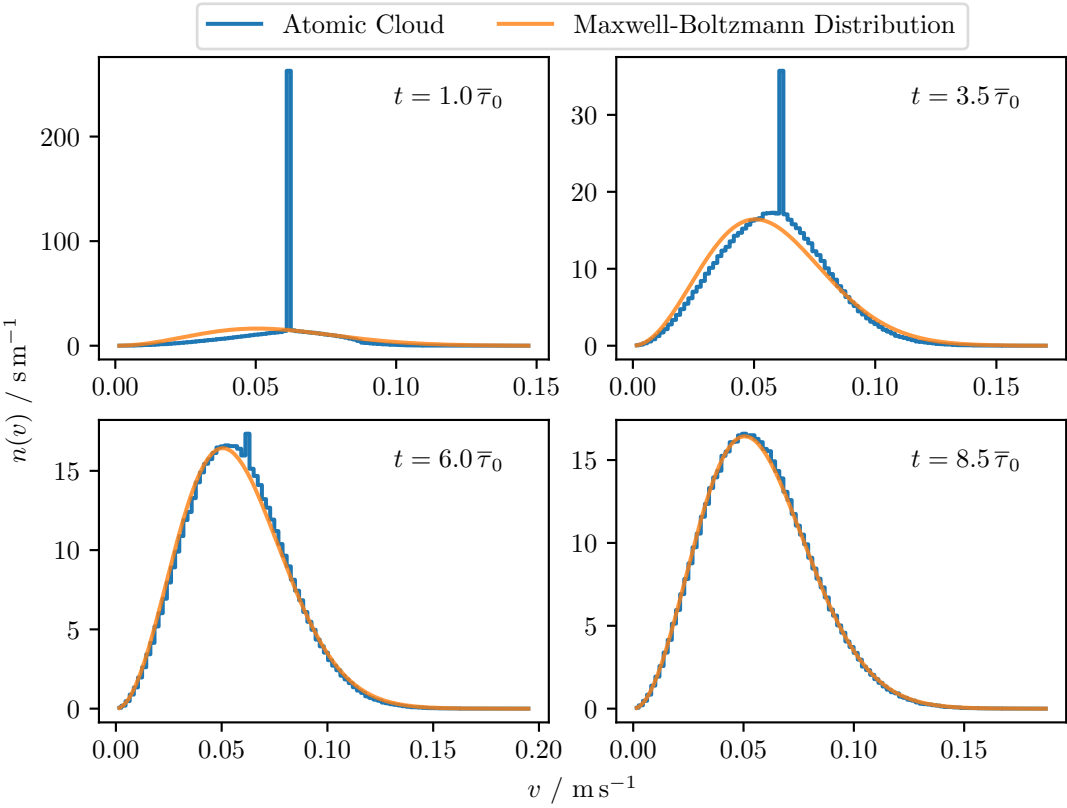 Atomic Cloud  Maxwell-Boltzmann Distribution
t = 1.0 τ̅₀
t = 3.5 τ̅₀
200
100
0
30
20
10
0
0.00 0.05 0.10 0.15
0.00 0.05 0.10 0.15
n(v) / s m⁻¹
t = 6.0 τ̅₀
t = 8.5 τ̅₀
15
10
5
0
15
10
5
0
0.00 0.05 0.10 0.15 0.20
0.00 0.05 0.10 0.15
v / m s⁻¹